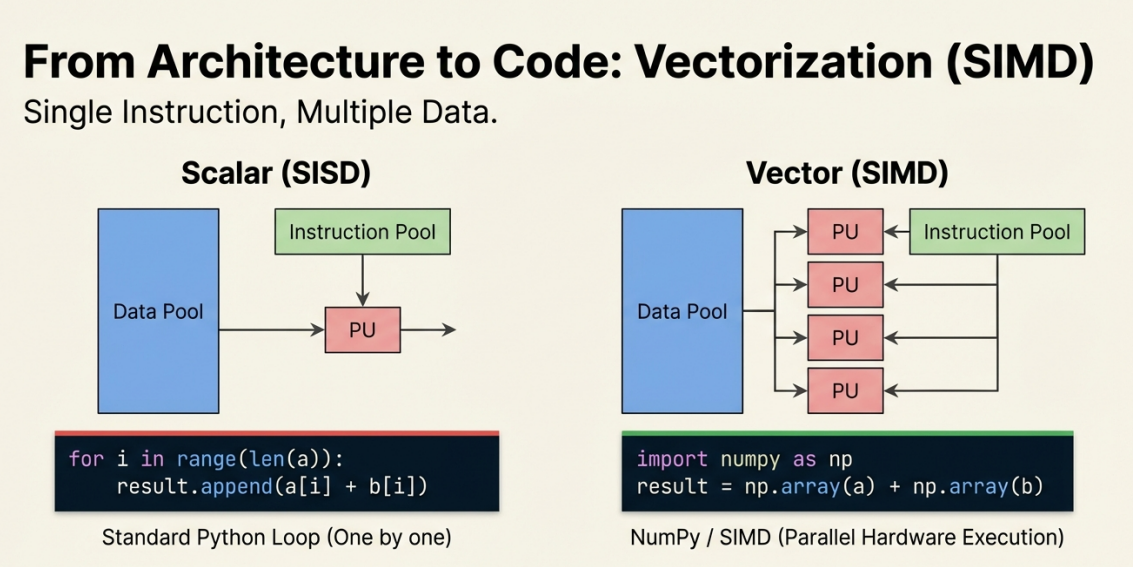 From Architecture to Code: Vectorization (SIMD)
Single Instruction, Multiple Data.
Scalar (SISD)
Instruction Pool
Data Pool
PU
for i in range(len(a)):
    result.append(a[i] + b[i])
Standard Python Loop (One by one)
Vector (SIMD)
PU
Instruction Pool
PU
Data Pool
PU
PU
import numpy as np
result = np.array(a) + np.array(b)
NumPy / SIMD (Parallel Hardware Execution)